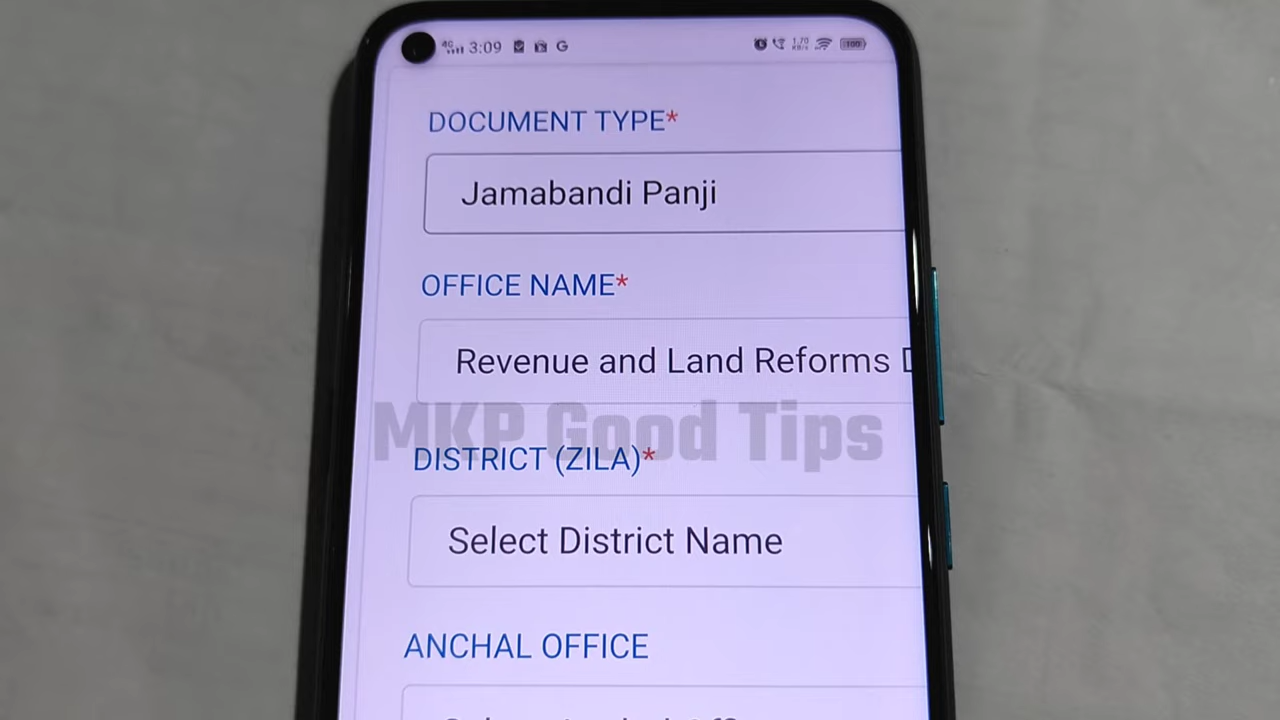 3:09
DOCUMENT TYPE*
Jamabandi Panji
OFFICE NAME*
Revenue and Land Reforms
MKP Good Tips
DISTRICT (ZILA)*
Select District Name
ANCHAL OFFICE